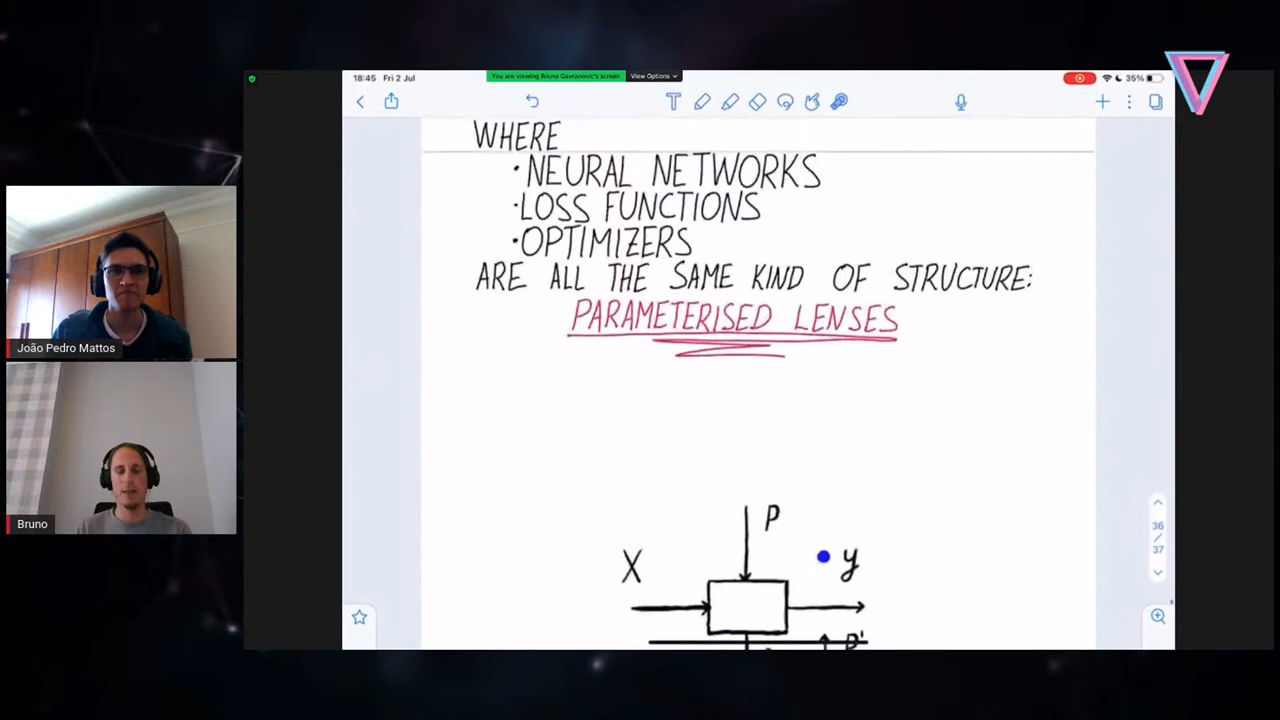 18:45 Fri 2 Jul
You are viewing Bruno Gavranović's screen View Options
35%
WHERE
·NEURAL NETWORKS
·LOSS FUNCTIONS
·OPTIMIZERS
ARE ALL THE SAME KIND OF STRUCTURE:
PARAMETERISED LENSES
P
X
y
P'
36
/
37
João Pedro Mattos
Bruno